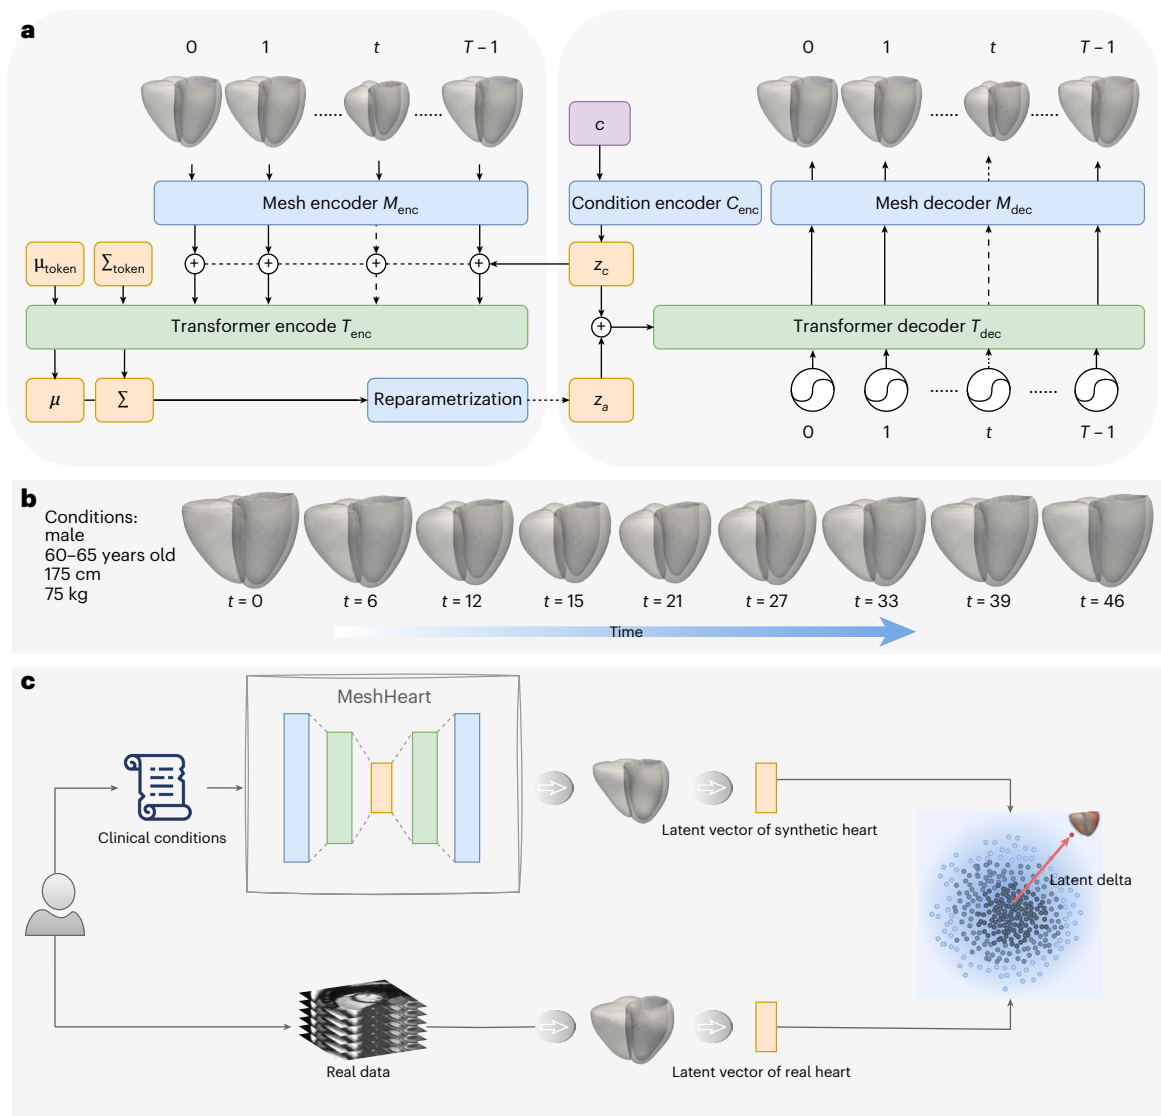 a
0 1 t T – 1
0 1 t T – 1
...... ......
...... ......
c
Mesh encoder Menc
Condition encoder Cenc
Mesh decoder Mdec
μtoken
∑token
+ + + +
zc
Transformer encode Tenc
+
Transformer decoder Tdec
μ
∑
Reparametrization
za
...... ......
0 1 t T – 1
b
Conditions:
male
60–65 years old
175 cm
75 kg
t = 0 t = 6 t = 12 t = 15 t = 21 t = 27 t = 33 t = 39 t = 46
Time
c
MeshHeart
Clinical conditions
Latent vector of synthetic heart
Latent delta
Real data
Latent vector of real heart